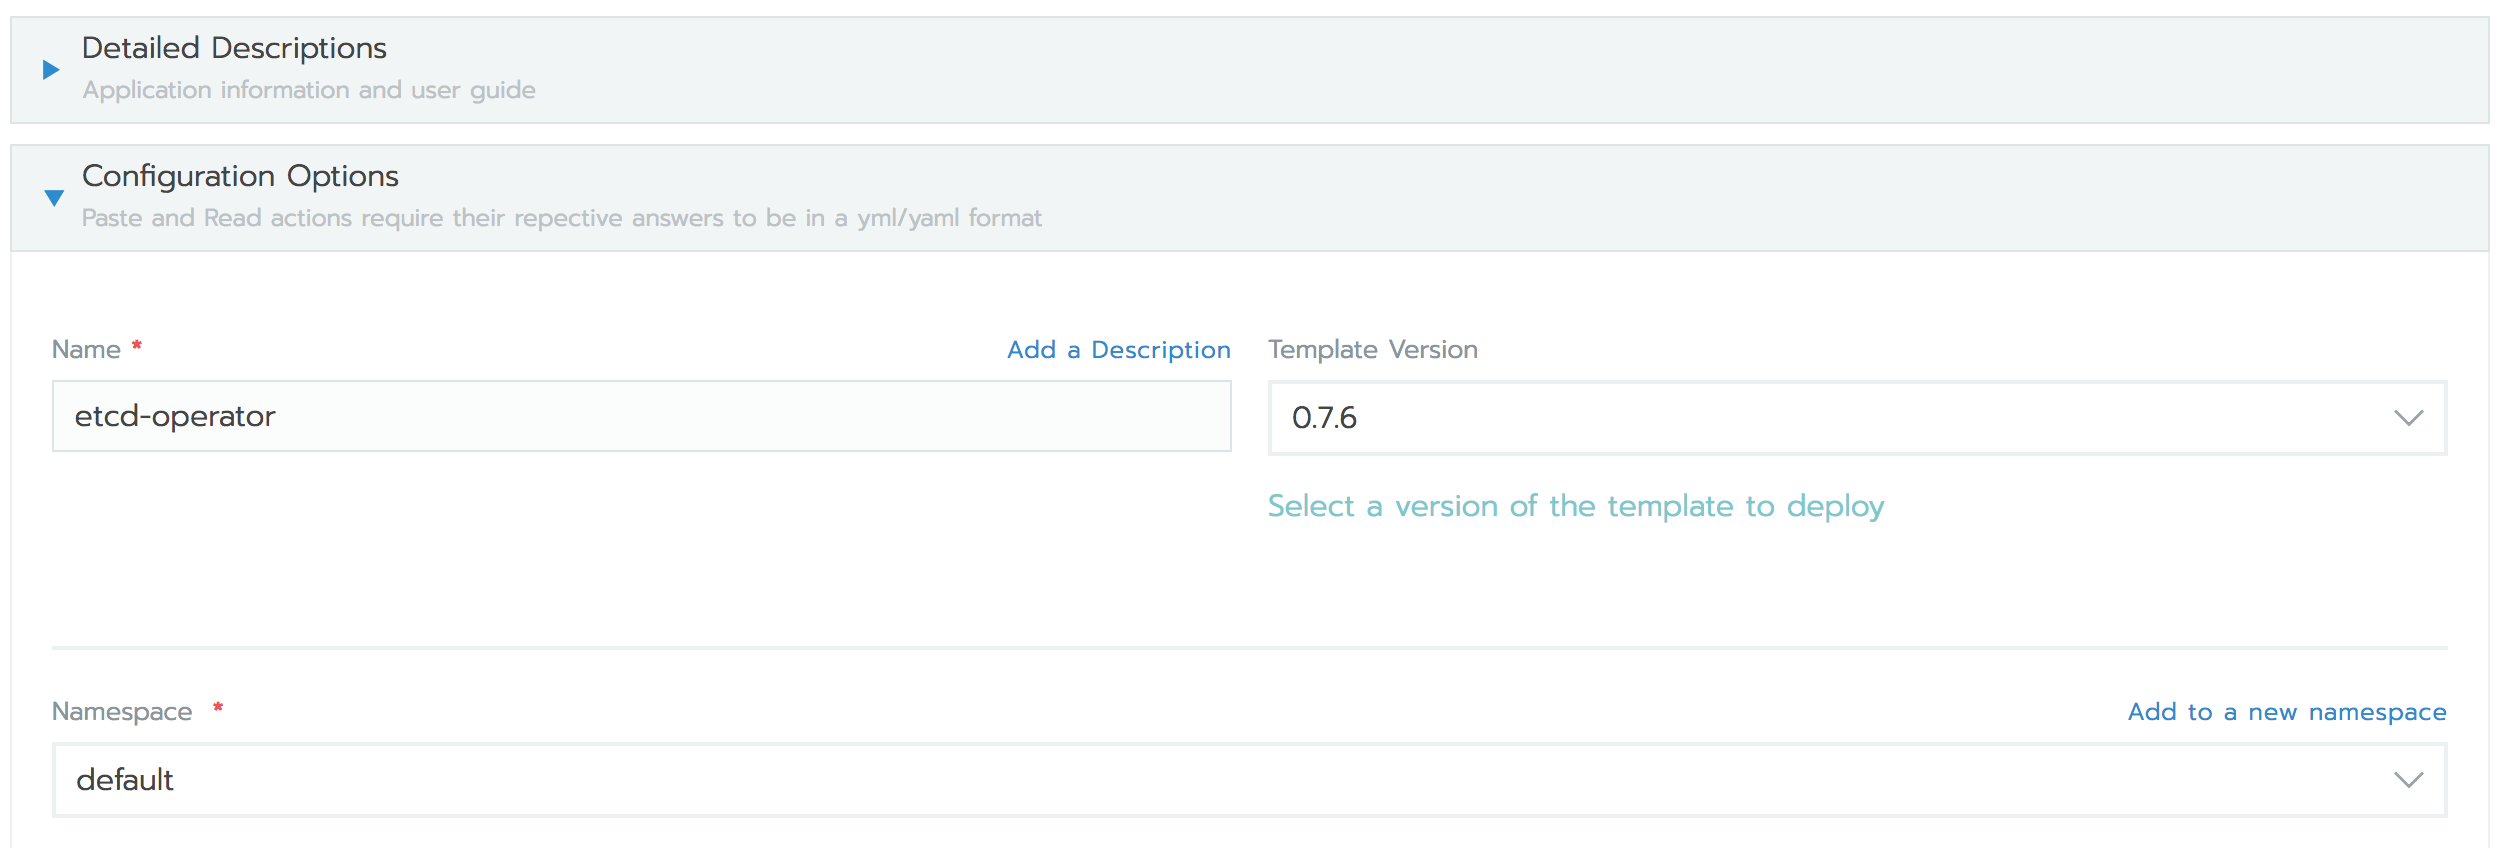 Detailed Descriptions
Application information and user guide
Configuration Options
Paste and Read actions require their repective answers to be in a yml/yaml format
Name *
Add a Description
Template Version
etcd-operator
0.7.6
Select a version of the template to deploy
Namespace *
Add to a new namespace
default